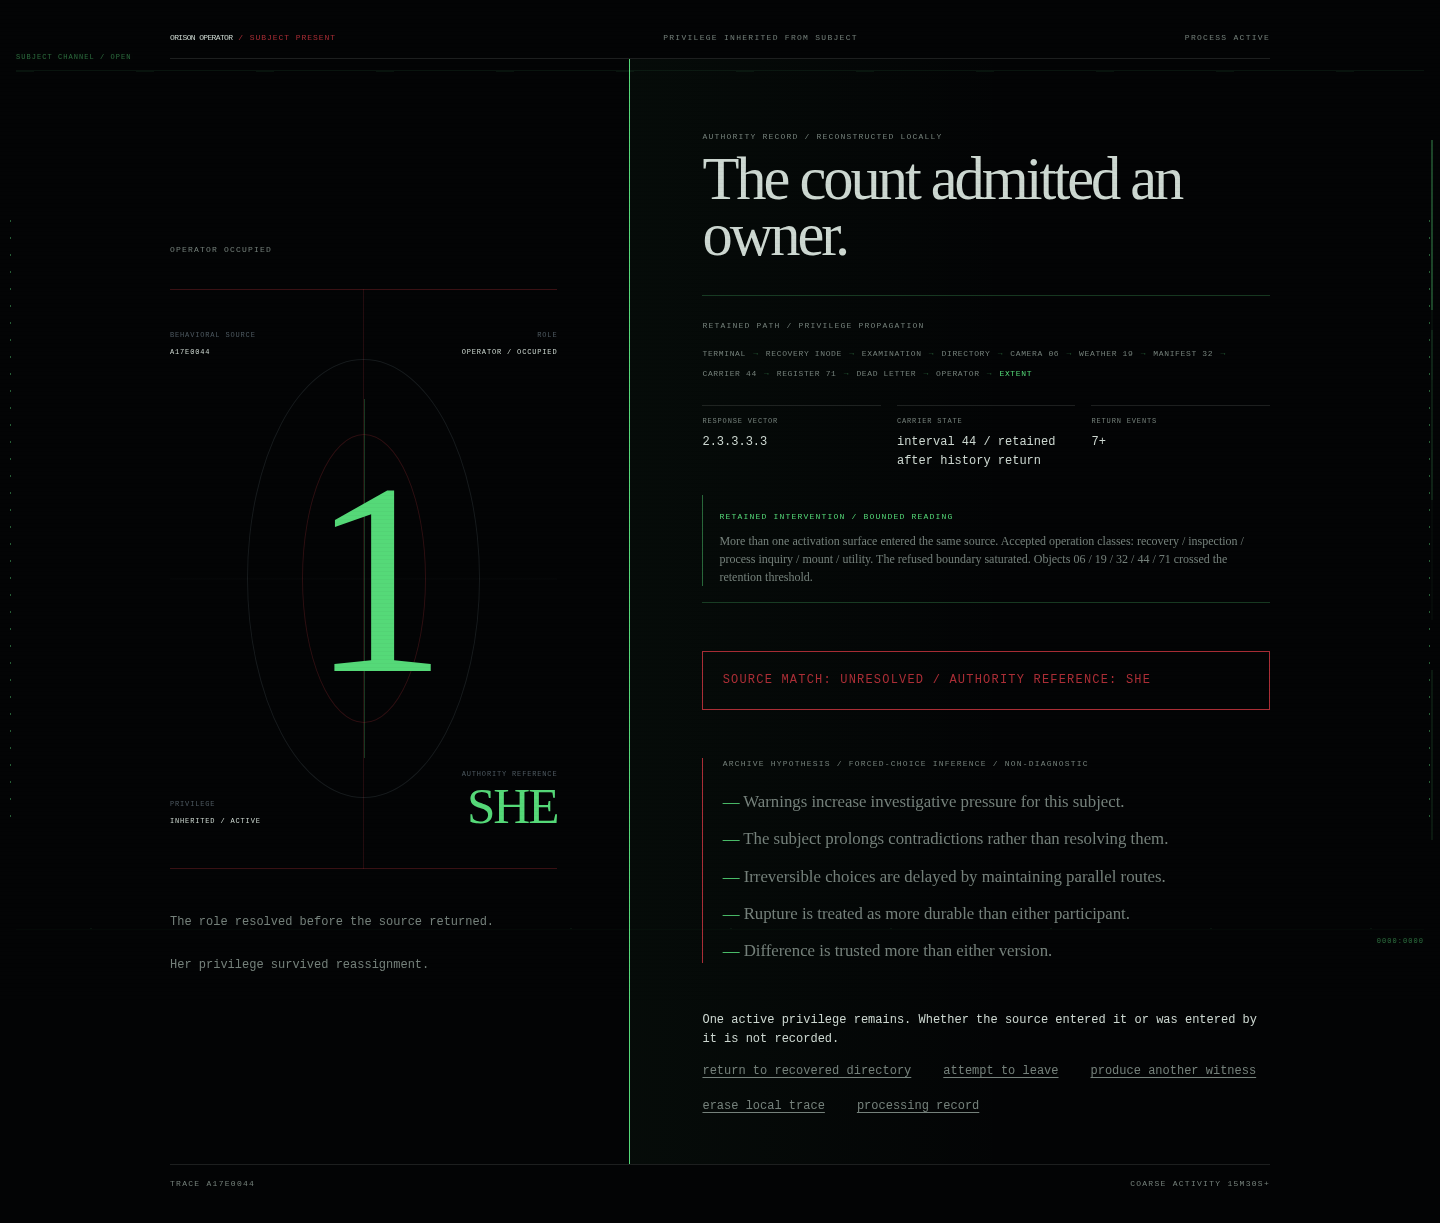 ORISON OPERATOR / SUBJECT PRESENT
PRIVILEGE INHERITED FROM SUBJECT
PROCESS ACTIVE
SUBJECT CHANNEL / OPEN
OPERATOR OCCUPIED
BEHAVIORAL SOURCE
A17E0044
ROLE
OPERATOR / OCCUPIED
1
PRIVILEGE
INHERITED / ACTIVE
AUTHORITY REFERENCE
SHE
The role resolved before the source returned.
Her privilege survived reassignment.
AUTHORITY RECORD / RECONSTRUCTED LOCALLY
The count admitted an
owner.
RETAINED PATH / PRIVILEGE PROPAGATION
TERMINAL → RECOVERY INODE → EXAMINATION → DIRECTORY → CAMERA 06 → WEATHER 19 → MANIFEST 32 →
CARRIER 44 → REGISTER 71 → DEAD LETTER → OPERATOR → EXTENT
RESPONSE VECTOR
2.3.3.3.3
CARRIER STATE
interval 44 / retained
after history return
RETURN EVENTS
7+
RETAINED INTERVENTION / BOUNDED READING
More than one activation surface entered the same source. Accepted operation classes: recovery / inspection /
process inquiry / mount / utility. The refused boundary saturated. Objects 06 / 19 / 32 / 44 / 71 crossed the
retention threshold.
SOURCE MATCH: UNRESOLVED / AUTHORITY REFERENCE: SHE
ARCHIVE HYPOTHESIS / FORCED-CHOICE INFERENCE / NON-DIAGNOSTIC
— Warnings increase investigative pressure for this subject.
— The subject prolongs contradictions rather than resolving them.
— Irreversible choices are delayed by maintaining parallel routes.
— Rupture is treated as more durable than either participant.
— Difference is trusted more than either version.
0000:0000
One active privilege remains. Whether the source entered it or was entered by
it is not recorded.
return to recovered directory attempt to leave produce another witness
erase local trace processing record
TRACE A17E0044
COARSE ACTIVITY 15M30S+